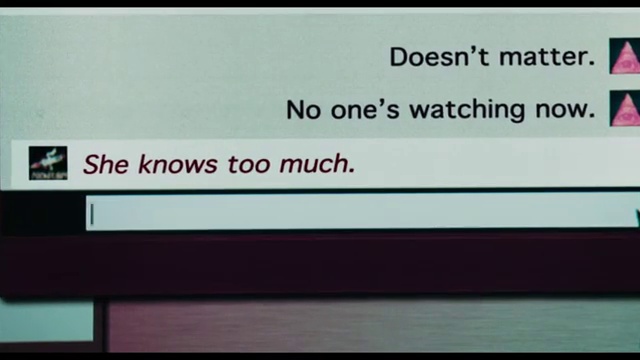 Doesn't matter.
No one's watching now.
She knows too much.